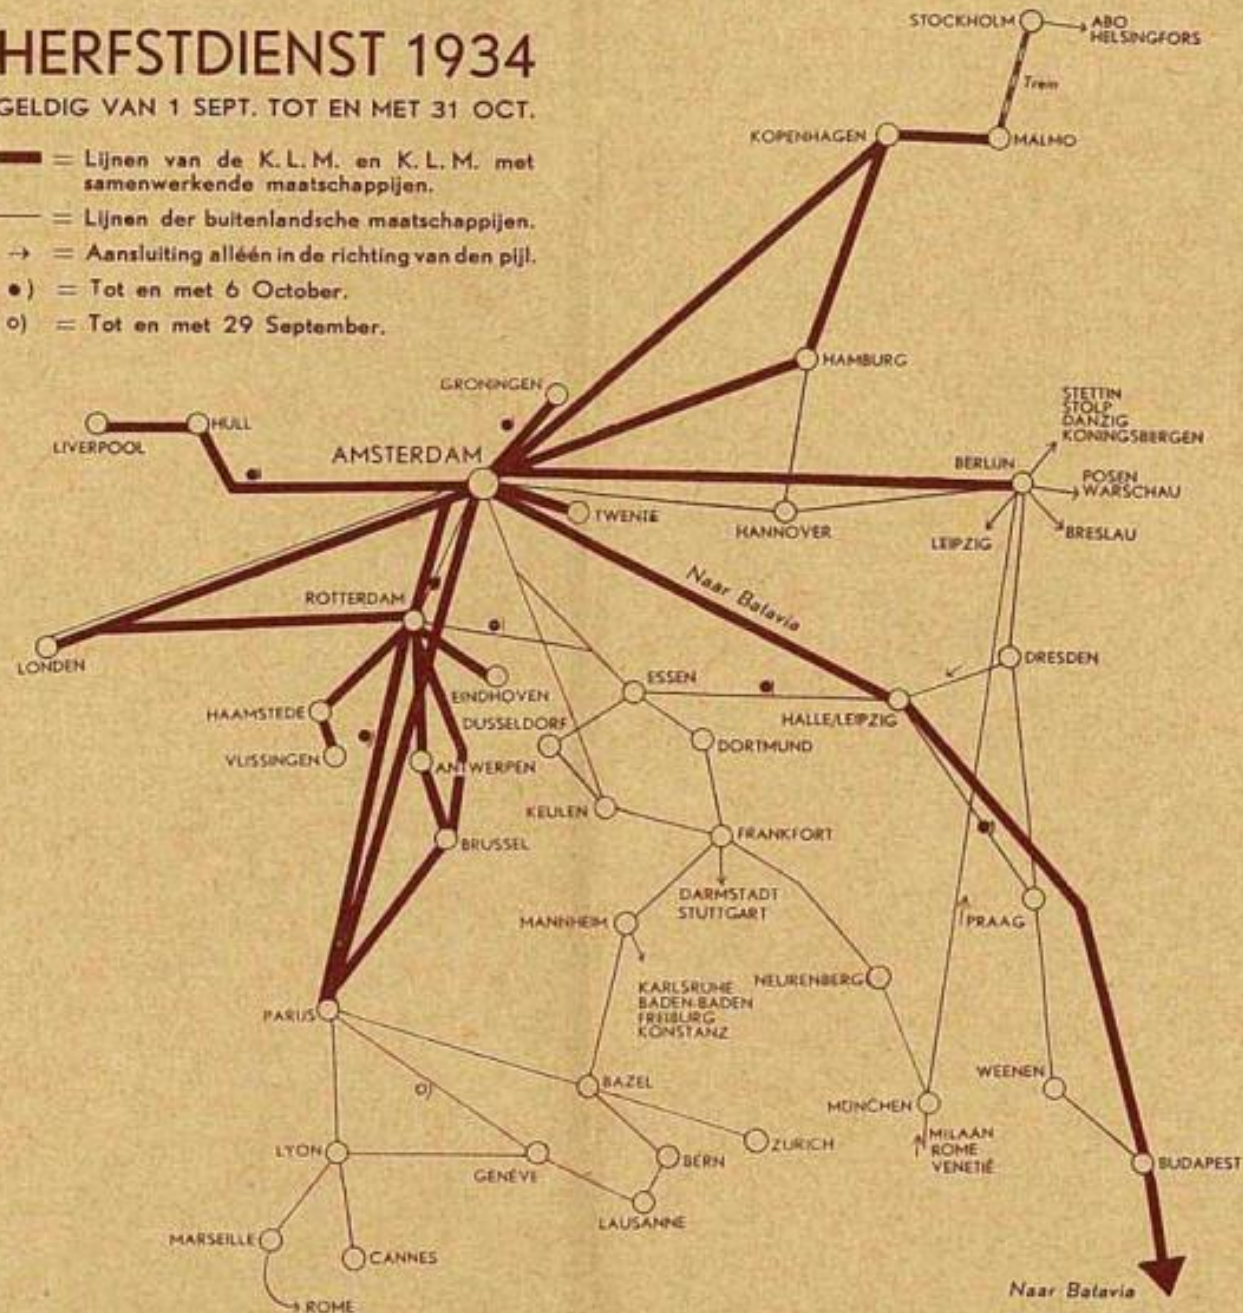 HERFSTDIENST 1934
GELDIG VAN 1 SEPT. TOT EN MET 31 OCT.
= Lijnen van de K.L.M. en K.L.M. met
samenwerkende maatschappijen.
= Lijnen der buitenlandsche maatschappijen.
→ = Aansluiting alléén in de richting van den pijl.
●) = Tot en met 6 October.
o) = Tot en met 29 September.
STOCKHOLM
ABO
HELSINGFORS
Trein
KOPENHAGEN
MALMO
HAMBURG
GRONINGEN
LIVERPOOL
HULL
AMSTERDAM
STETTIN
STOLP
DANZIG
KONINGSBERGEN
BERLIJN
POSEN
WARSCHAU
BRESLAU
LEIPZIG
TWENTE
HANNOVER
Naar Batavia
ROTTERDAM
LONDEN
DRESDEN
ESSEN
EINDHOVEN
HAAMSTEDE
DUSSELDORF
HALLE/LEIPZIG
DORTMUND
VLISSINGEN
ANTWERPEN
KEULEN
FRANKFORT
BRUSSEL
DARMSTADT
STUTTGART
MANNHEIM
PRAAG
KARLSRUHE
BADEN-BADEN
FREIBURG
KONSTANZ
NEURENBERG
PARIJS
o)
BAZEL
WEENEN
MÜNCHEN
MILAAN
ROME
VENETIË
LYON
GENÈVE
BERN
ZURICH
BUDAPEST
LAUSANNE
MARSEILLE
CANNES
ROME
Naar Batavia